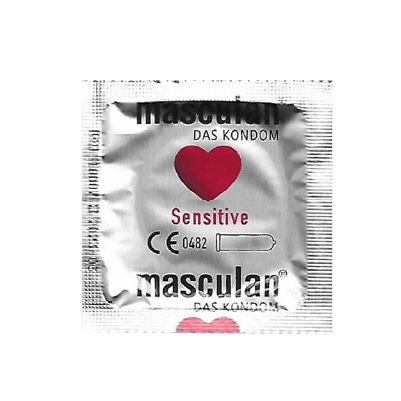 masculan
DAS KONDOM
Sensitive
CE 0482
masculan®
DAS KONDOM